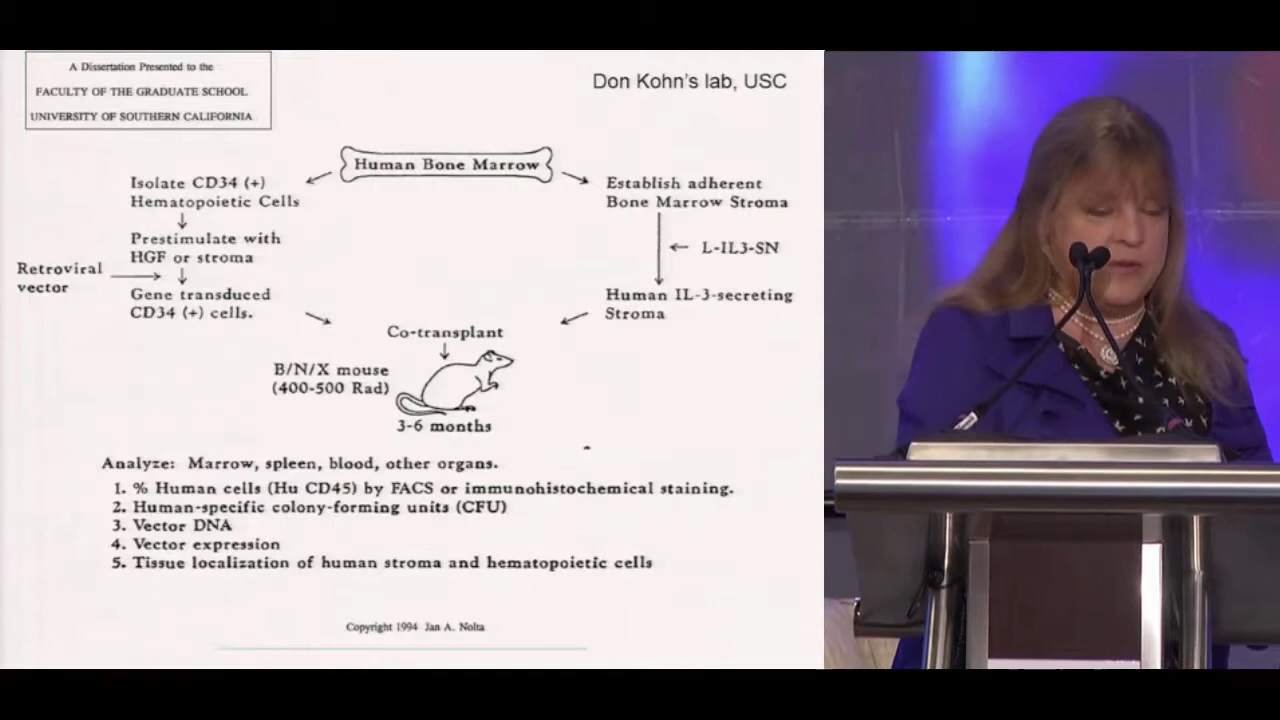 A Dissertation Presented to the
FACULTY OF THE GRADUATE SCHOOL
UNIVERSITY OF SOUTHERN CALIFORNIA
Don Kohn's lab, USC
Human Bone Marrow
Isolate CD34 (+)
Hematopoietic Cells
Prestimulate with
HGF or stroma
Retroviral
vector
Gene transduced
CD34 (+) cells.
Establish adherent
Bone Marrow Stroma
L-IL3-SN
Human IL-3-secreting
Stroma
Co-transplant
B/N/X mouse
(400-500 Rad)
3-6 months
Analyze: Marrow, spleen, blood, other organs.
1. % Human cells (Hu CD45) by FACS or immunohistochemical staining.
2. Human-specific colony-forming units (CFU)
3. Vector DNA
4. Vector expression
5. Tissue localization of human stroma and hematopoietic cells
Copyright 1994 Jan A. Nolta